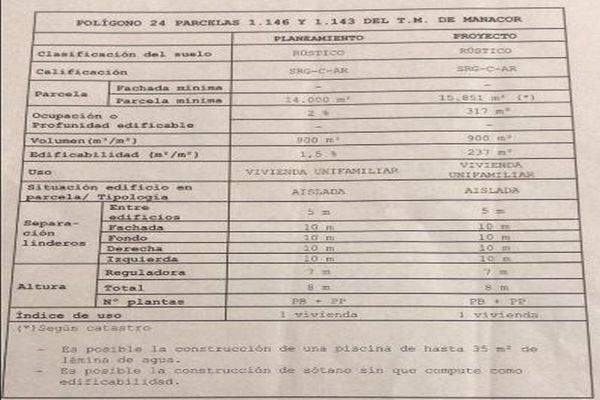 POLÍGONO 24 PARCELAS 1.146 Y 1.143 DEL T.M. DE MANACOR
PLANEAMIENTO PROYECTO
Clasificación del suelo RÚSTICO RÚSTICO
Calificación SRG-C-AR SRG-C-AR
Parcela Fachada mínima - -
Parcela mínima 14.000 m² 15.851 m² (*)
Ocupación o 2 % 317 m²
Profunidad edificable - -
Volumen(m³/m²) 900 m³ 900 m³
Edificabilidad (m²/m²) 1,5 % 237 m²
Uso VIVIENDA UNIFAMILIAR VIVIENDA UNIFAMILIAR
Situación edificio en parcela/ Tipología AISLADA AISLADA
Separa-ción linderos Entre edificios 5 m 5 m
Fachada 10 m 10 m
Fondo 10 m 10 m
Derecha 10 m 10 m
Izquierda 10 m 10 m
Altura Reguladora 7 m 7 m
Total 8 m 8 m
Nº plantas PB + PP PB + PP
Índice de uso 1 vivienda 1 vivienda
(*)Según catastro
- Es posible la construcción de una piscina de hasta 35 m² de
lámina de agua.
- Es posible la construcción de sótano sin que compute como
edificabilidad.